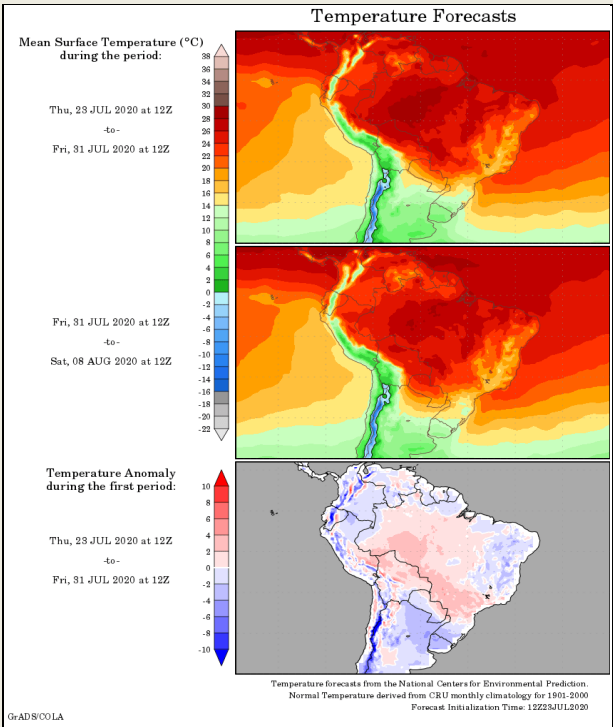 Temperature Forecasts
Mean Surface Temperature (°C)
during the period:
Thu, 23 JUL 2020 at 12Z
-to-
Fri, 31 JUL 2020 at 12Z
38
36
34
32
30
28
26
24
22
20
18
16
14
12
10
8
6
4
2
0
-2
-4
-6
-8
-10
-12
-14
-16
-18
-20
-22
Fri, 31 JUL 2020 at 12Z
-to-
Sat, 08 AUG 2020 at 12Z
Temperature Anomaly
during the first period:
Thu, 23 JUL 2020 at 12Z
-to-
Fri, 31 JUL 2020 at 12Z
10
8
6
4
2
0
-2
-4
-6
-8
-10
Temperature forecasts from the National Centers for Environmental Prediction.
Normal Temperature derived from CRU monthly climatology for 1901-2000
Forecast Initialization Time: 12Z23JUL2020
GrADS/COLA